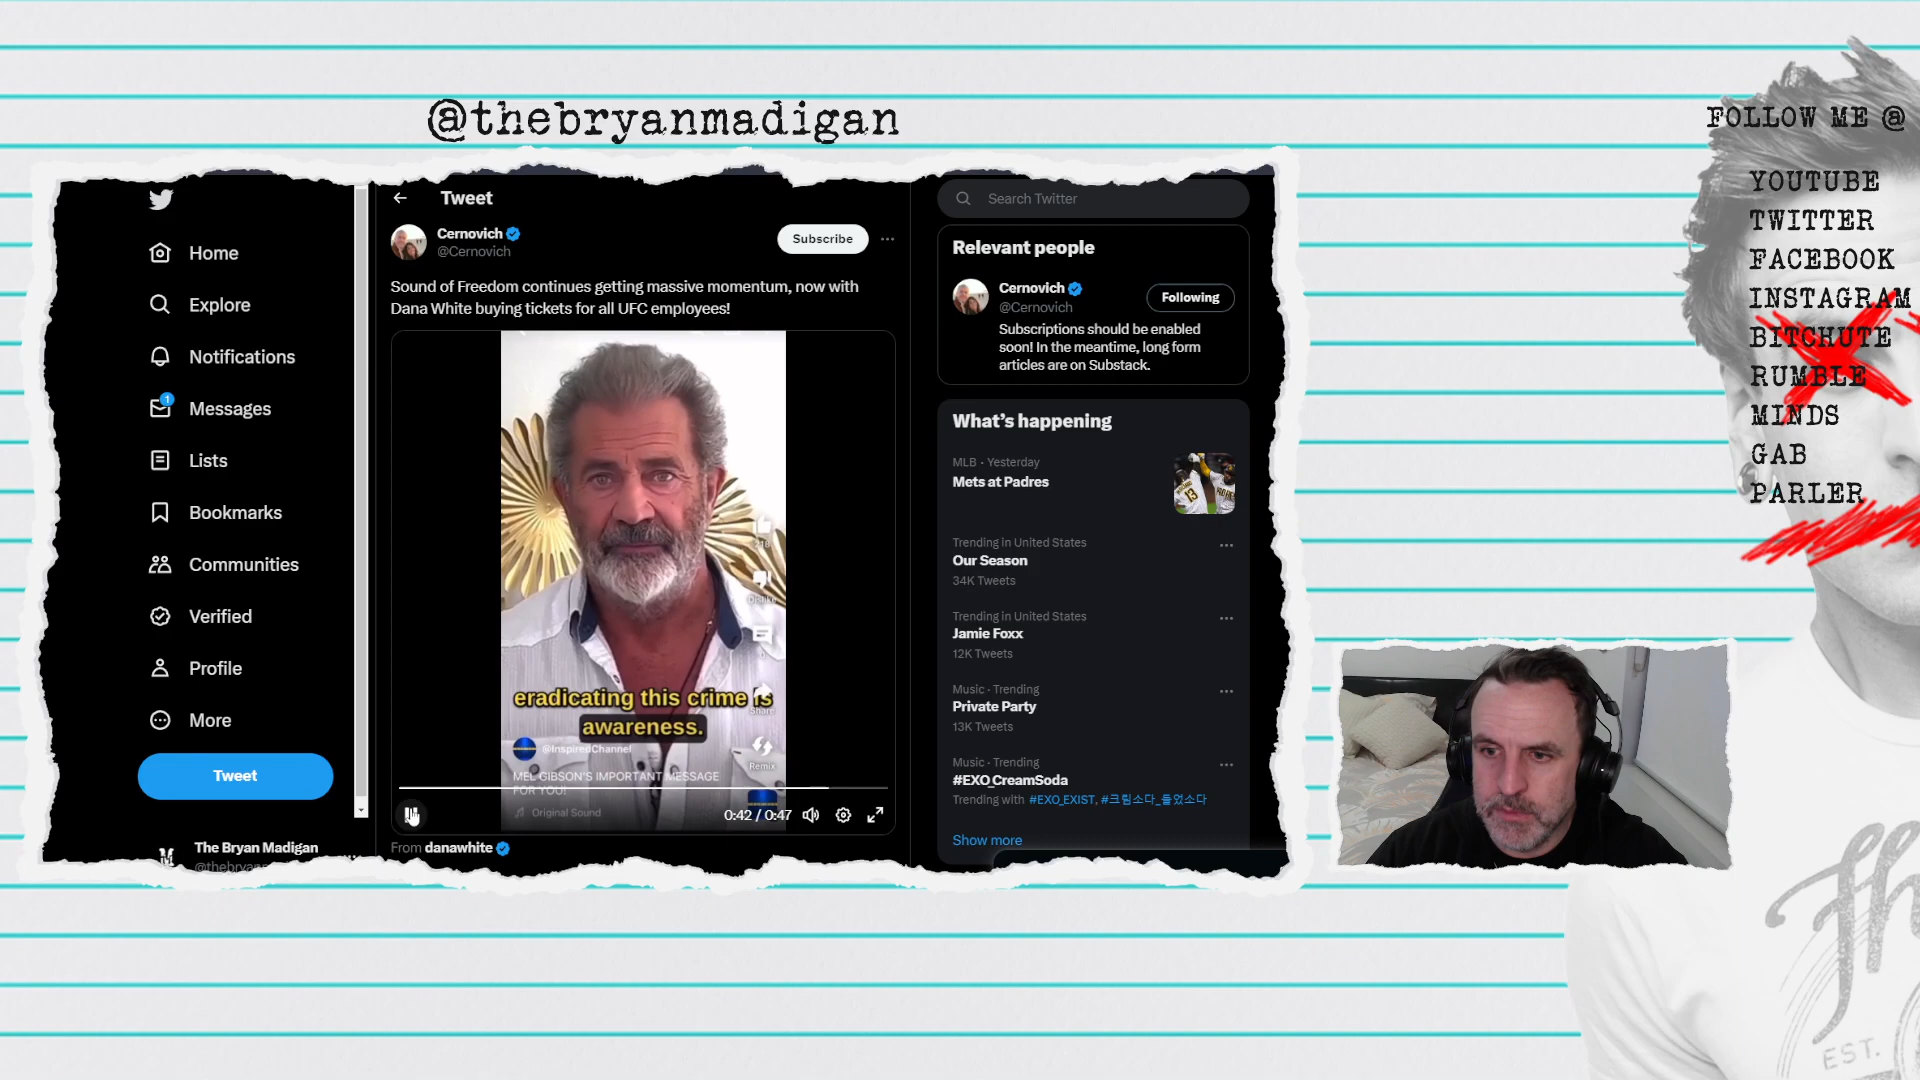 @thebryanmadigan
FOLLOW ME @
YOUTUBE
TWITTER
FACEBOOK
INSTAGRAM
BITCHUTE
RUMBLE
MINDS
GAB
PARLER
Home
Explore
Notifications
1
Messages
Lists
Bookmarks
Communities
Verified
Profile
More
Tweet
The Bryan Madigan
Tweet
Cernovich
@Cernovich
Subscribe
Sound of Freedom continues getting massive momentum, now with
Dana White buying tickets for all UFC employees!
eradicating this crime is
awareness.
@InspiredChannel
MEL GIBSON'S IMPORTANT MESSAGE
FOR YOU!
Original Sound
Dislike
Share
Remix
0:42 / 0:47
From danawhite
Search Twitter
Relevant people
Cernovich
@Cernovich
Following
Subscriptions should be enabled
soon! In the meantime, long form
articles are on Substack.
What's happening
MLB · Yesterday
Mets at Padres
13
Trending in United States
Our Season
34K Tweets
Trending in United States
Jamie Foxx
12K Tweets
Music · Trending
Private Party
13K Tweets
Music · Trending
#EXO_CreamSoda
Trending with #EXO_EXIST, #크림소다_들었소다
Show more
EST.